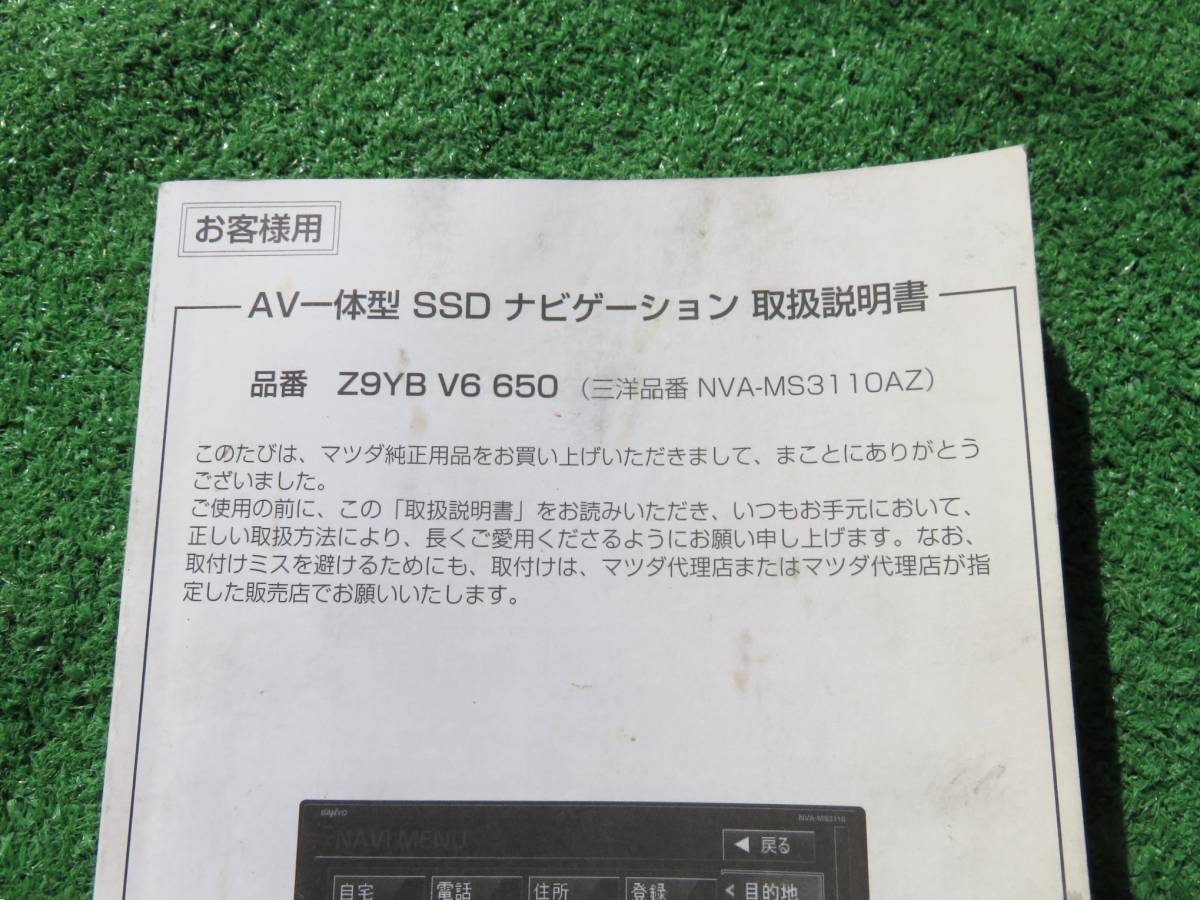 お客様用
AV一体型 SSD ナビゲーション 取扱説明書
品番 Z9YB V6 650 (三洋品番 NVA-MS3110AZ)
このたびは、マツダ純正用品をお買い上げいただきまして、まことにありがとう
ございました。
ご使用の前に、この「取扱説明書」をお読みいただき、いつもお手元において、
正しい取扱方法により、長くご愛用くださるようにお願い申し上げます。なお、
取付けミスを避けるためにも、取付けは、マツダ代理店またはマツダ代理店が指
定した販売店でお願いいたします。
SANYO NVA-MS3110
NAVI MENU ◀ 戻る
自宅 電話 住所 登録 < 目的地